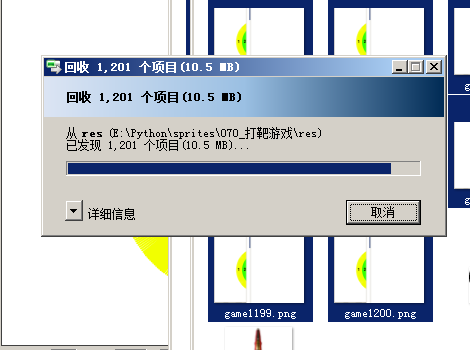 回收 1,201 个项目(10.5 MB)
回收 1,201 个项目(10.5 MB)
从 res (E:\Python\sprites\070_打靶游戏\res)
已发现 1,201 个项目(10.5 MB)...
详细信息
取消
game1199.png
game1200.png